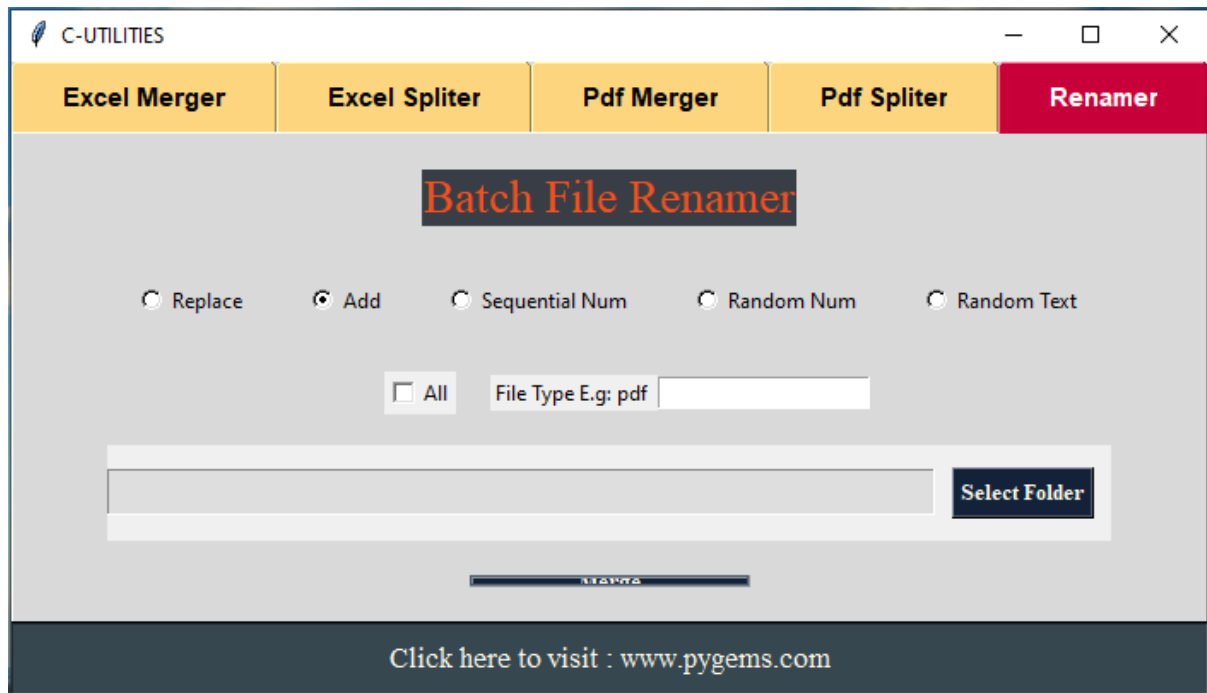 C-UTILITIES
Excel Merger Excel Spliter Pdf Merger Pdf Spliter Renamer
Batch File Renamer
Replace Add Sequential Num Random Num Random Text
All File Type E.g: pdf
Select Folder
Merge
Click here to visit : www.pygems.com